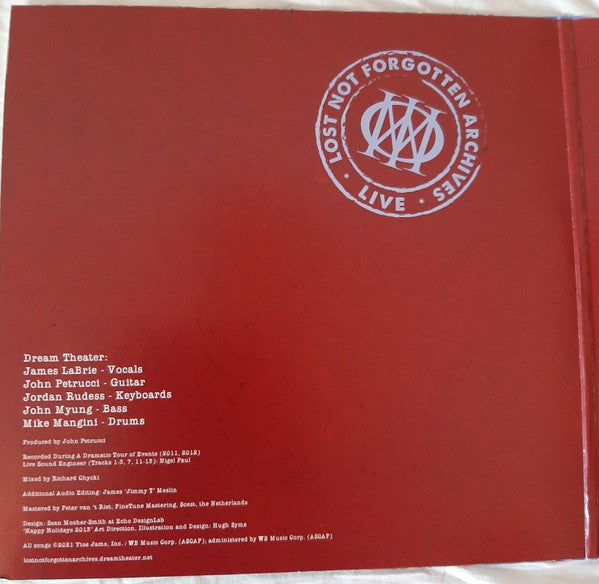 LOST NOT FORGOTTEN ARCHIVES
LIVE
Dream Theater:
James LaBrie - Vocals
John Petrucci - Guitar
Jordan Rudess - Keyboards
John Myung - Bass
Mike Mangini - Drums
Produced by John Petrucci
Recorded During A Dramatic Tour of Events (2011, 2012)
Live Sound Engineer (Tracks 1-5, 7, 11-13): Nigel Paul
Mixed by Richard Chycki
Additional Audio Editing: James 'Jimmy T' Meslin
Mastered by Peter van 't Riet, FineTune Mastering, Soest, the Netherlands
Design: Sean Mosher-Smith at Echo DesignLab
'Happy Holidays 2013' Art Direction, Illustration and Design: Hugh Syme
All songs ©2021 Ytse Jams, Inc./ WB Music Corp. (ASCAP); administered by WB Music Corp. (ASCAP)
lostnotforgottenarchives.dreamtheater.net